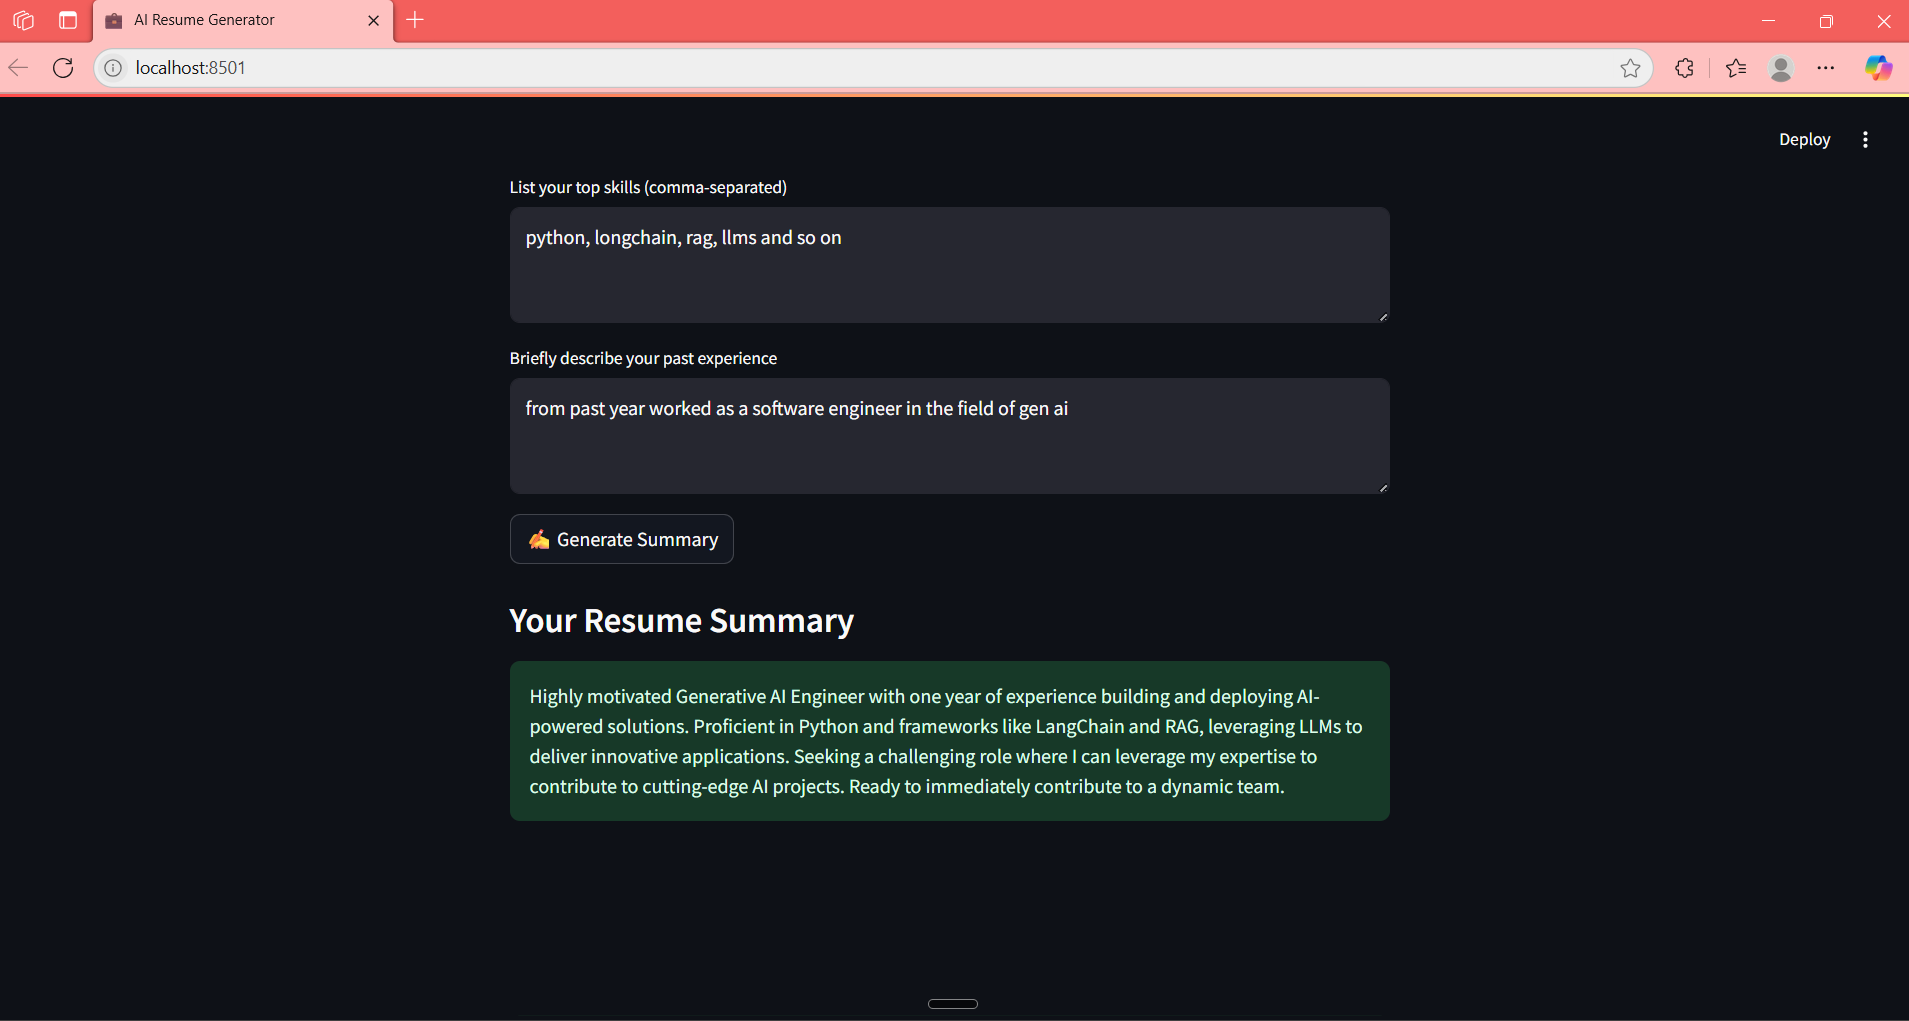 AI Resume Generator
localhost:8501
Deploy
List your top skills (comma-separated)
python, longchain, rag, llms and so on
Briefly describe your past experience
from past year worked as a software engineer in the field of gen ai
✍️ Generate Summary
Your Resume Summary
Highly motivated Generative AI Engineer with one year of experience building and deploying AI-
powered solutions. Proficient in Python and frameworks like LangChain and RAG, leveraging LLMs to
deliver innovative applications. Seeking a challenging role where I can leverage my expertise to
contribute to cutting-edge AI projects. Ready to immediately contribute to a dynamic team.